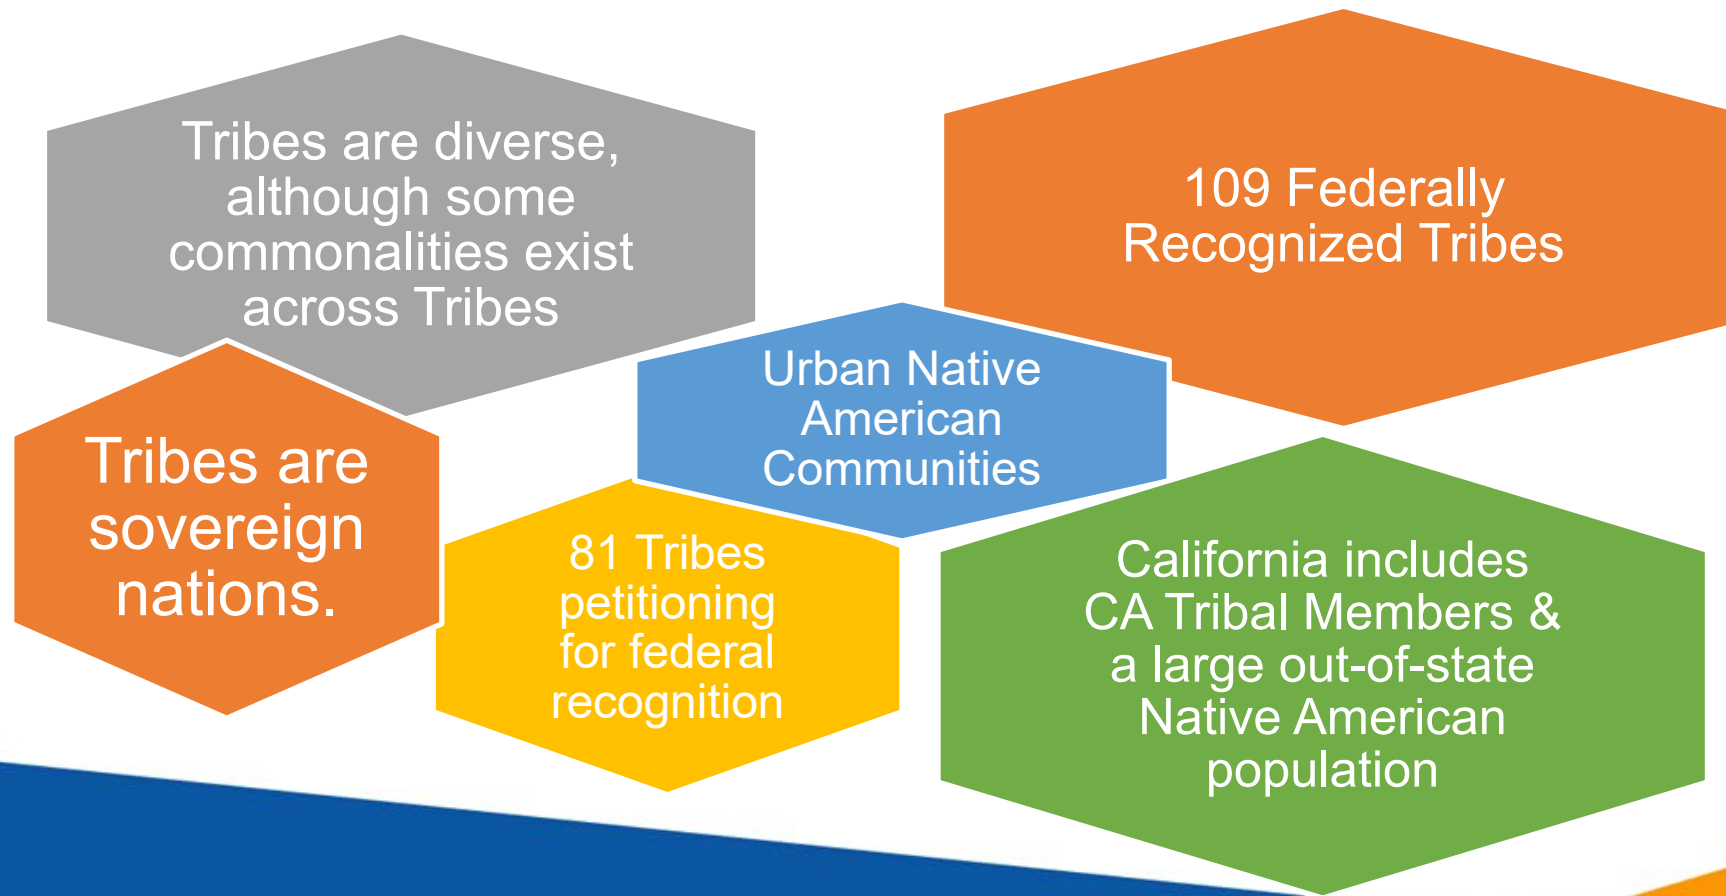 Tribes are diverse,
although some
commonalities exist
across Tribes
109 Federally
Recognized Tribes
Urban Native
American
Communities
Tribes are
sovereign
nations.
81 Tribes
petitioning
for federal
recognition
California includes
CA Tribal Members &
a large out-of-state
Native American
population